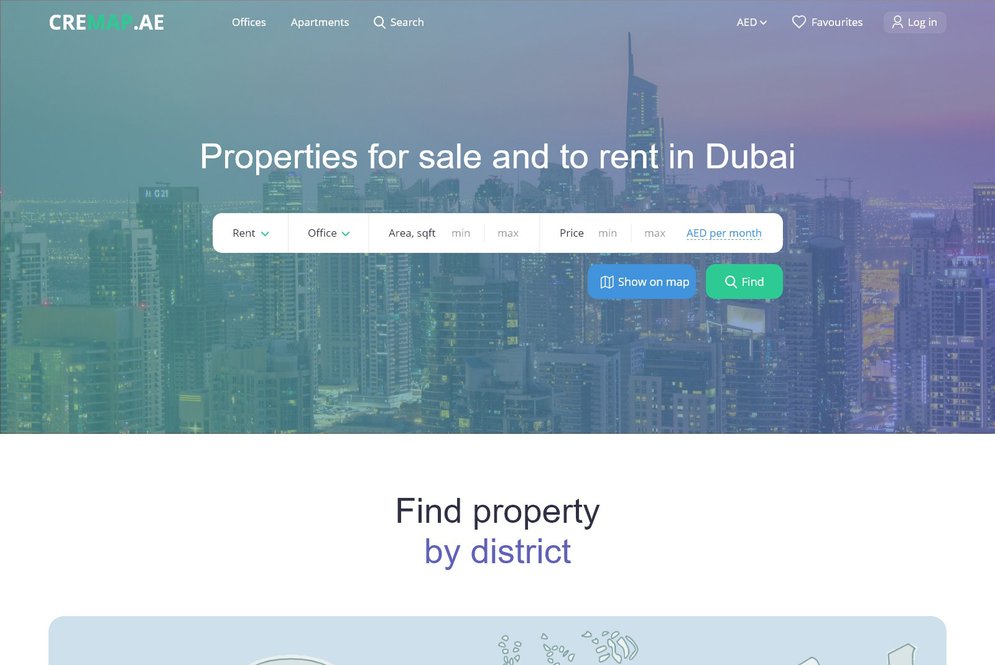 CREMAP.AE Offices Apartments Search AED Favourites Log in
Properties for sale and to rent in Dubai
Rent Office Area, sqft min max Price min max AED per month
Show on map Find
Find property
by district